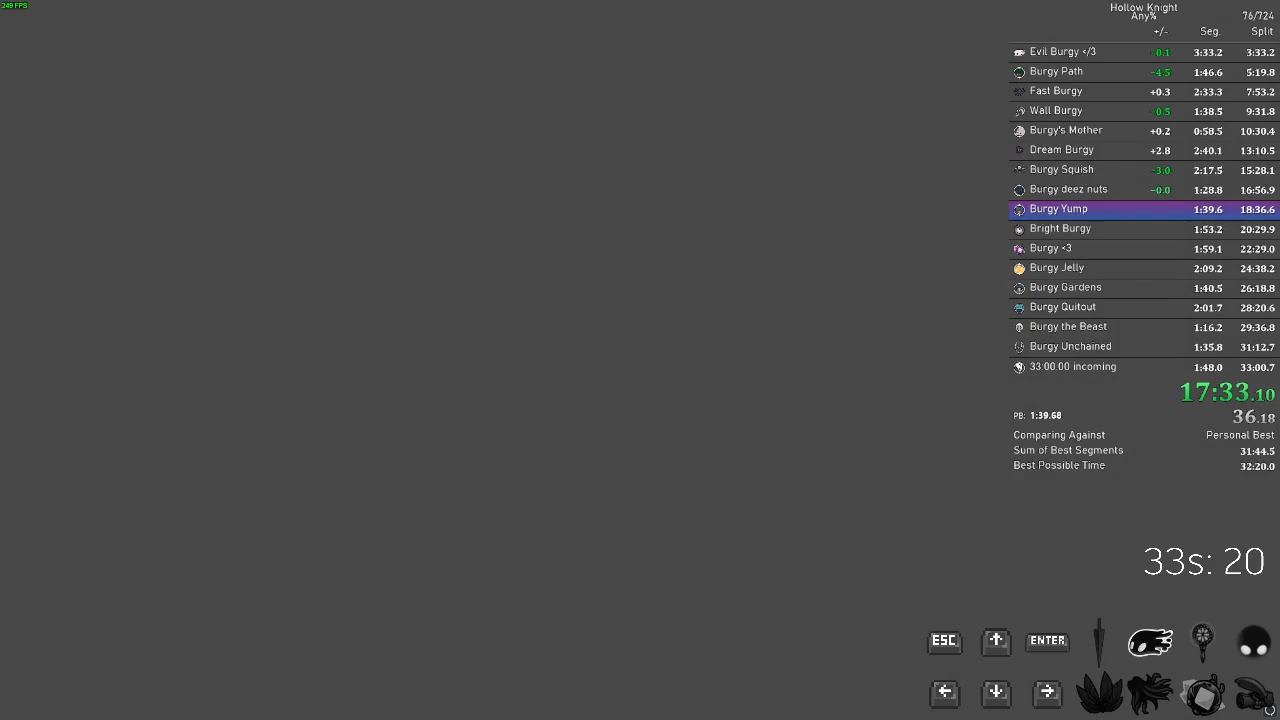 249 FPS
Hollow Knight
Any%
76/724
+/- Seg. Split
Evil Burgy </3 −0.1 3:33.2 3:33.2
Burgy Path −4.5 1:46.6 5:19.8
Fast Burgy +0.3 2:33.3 7:53.2
Wall Burgy −0.5 1:38.5 9:31.8
Burgy's Mother +0.2 0:58.5 10:30.4
Dream Burgy +2.8 2:40.1 13:10.5
Burgy Squish −3.0 2:17.5 15:28.1
Burgy deez nuts −0.0 1:28.8 16:56.9
Burgy Yump 1:39.6 18:36.6
Bright Burgy 1:53.2 20:29.9
Burgy <3 1:59.1 22:29.0
Burgy Jelly 2:09.2 24:38.2
Burgy Gardens 1:40.5 26:18.8
Burgy Quitout 2:01.7 28:20.6
Burgy the Beast 1:16.2 29:36.8
Burgy Unchained 1:35.8 31:12.7
33:00.00 incoming 1:48.0 33:00.7
17:33.10
PB: 1:39.68 36.18
Comparing Against Personal Best
Sum of Best Segments 31:44.5
Best Possible Time 32:20.0
33s: 20
ESC ↑ ENTER
← ↓ →